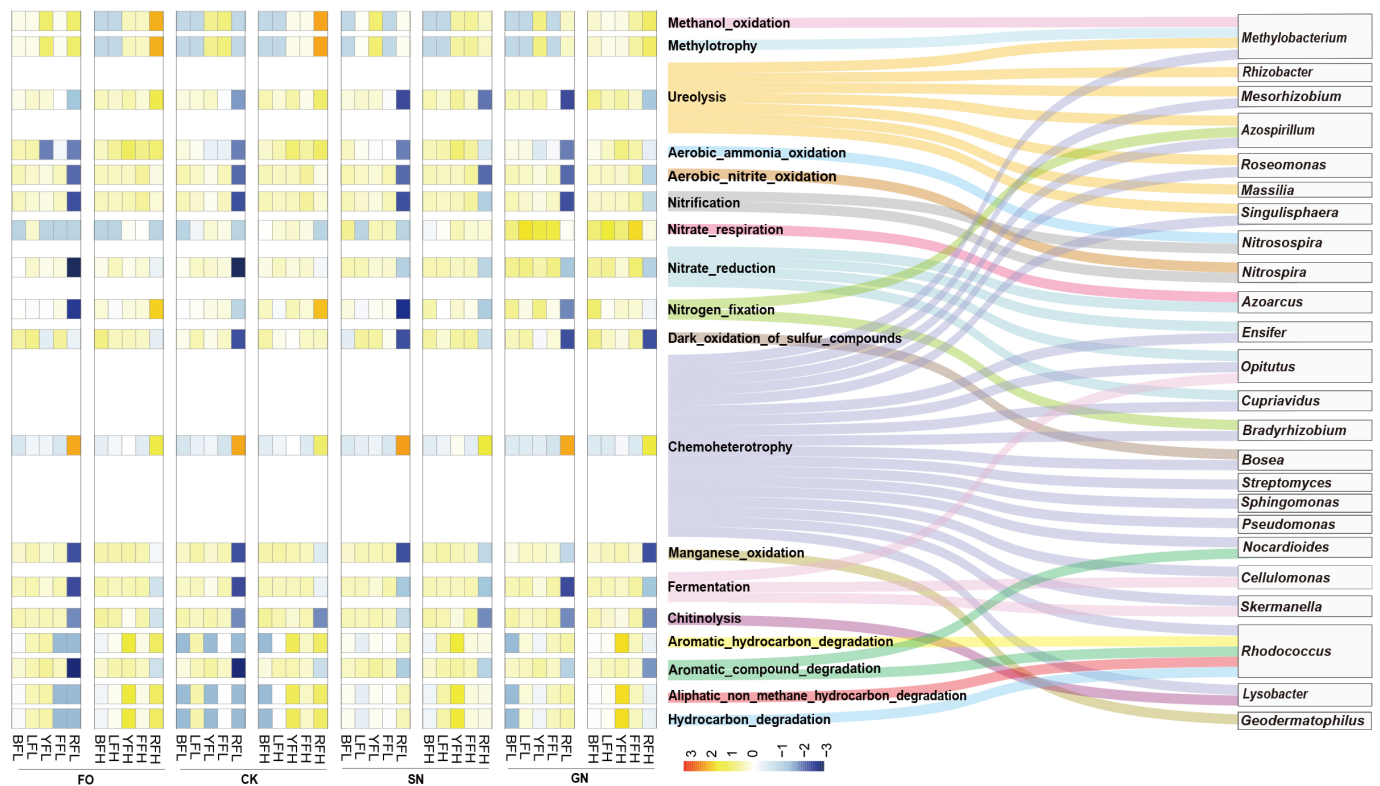 Methanol_oxidation
Methylotrophy
Ureolysis
Aerobic_ammonia_oxidation
Aerobic_nitrite_oxidation
Nitrification
Nitrate_respiration
Nitrate_reduction
Nitrogen_fixation
Dark_oxidation_of_sulfur_compounds
Chemoheterotrophy
Manganese_oxidation
Fermentation
Chitinolysis
Aromatic_hydrocarbon_degradation
Aromatic_compound_degradation
Aliphatic_non_methane_hydrocarbon_degradation
Hydrocarbon_degradation
Methylobacterium
Rhizobacter
Mesorhizobium
Azospirillum
Roseomonas
Massilia
Singulisphaera
Nitrosospira
Nitrospira
Azoarcus
Ensifer
Opitutus
Cupriavidus
Bradyrhizobium
Bosea
Streptomyces
Sphingomonas
Pseudomonas
Nocardioides
Cellulomonas
Skermanella
Rhodococcus
Lysobacter
Geodermatophilus
BFL LFL YFL FFL RFL BFH LFH YFH FFH RFH BFL LFL YFL FFL RFL BFH LFH YFH FFH RFH BFL LFL YFL FFL RFL BFH LFH YFH FFH RFH BFL LFL YFL FFL RFL BFH LFH YFH FFH RFH
FO CK SN GN
3 2 1 0 −1 −2 −3